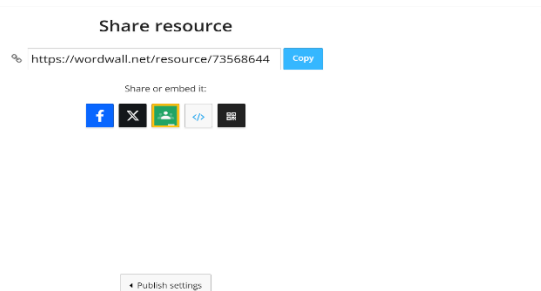 Share resource
https://wordwall.net/resource/73568644
Copy
Share or embed it:
Publish settings